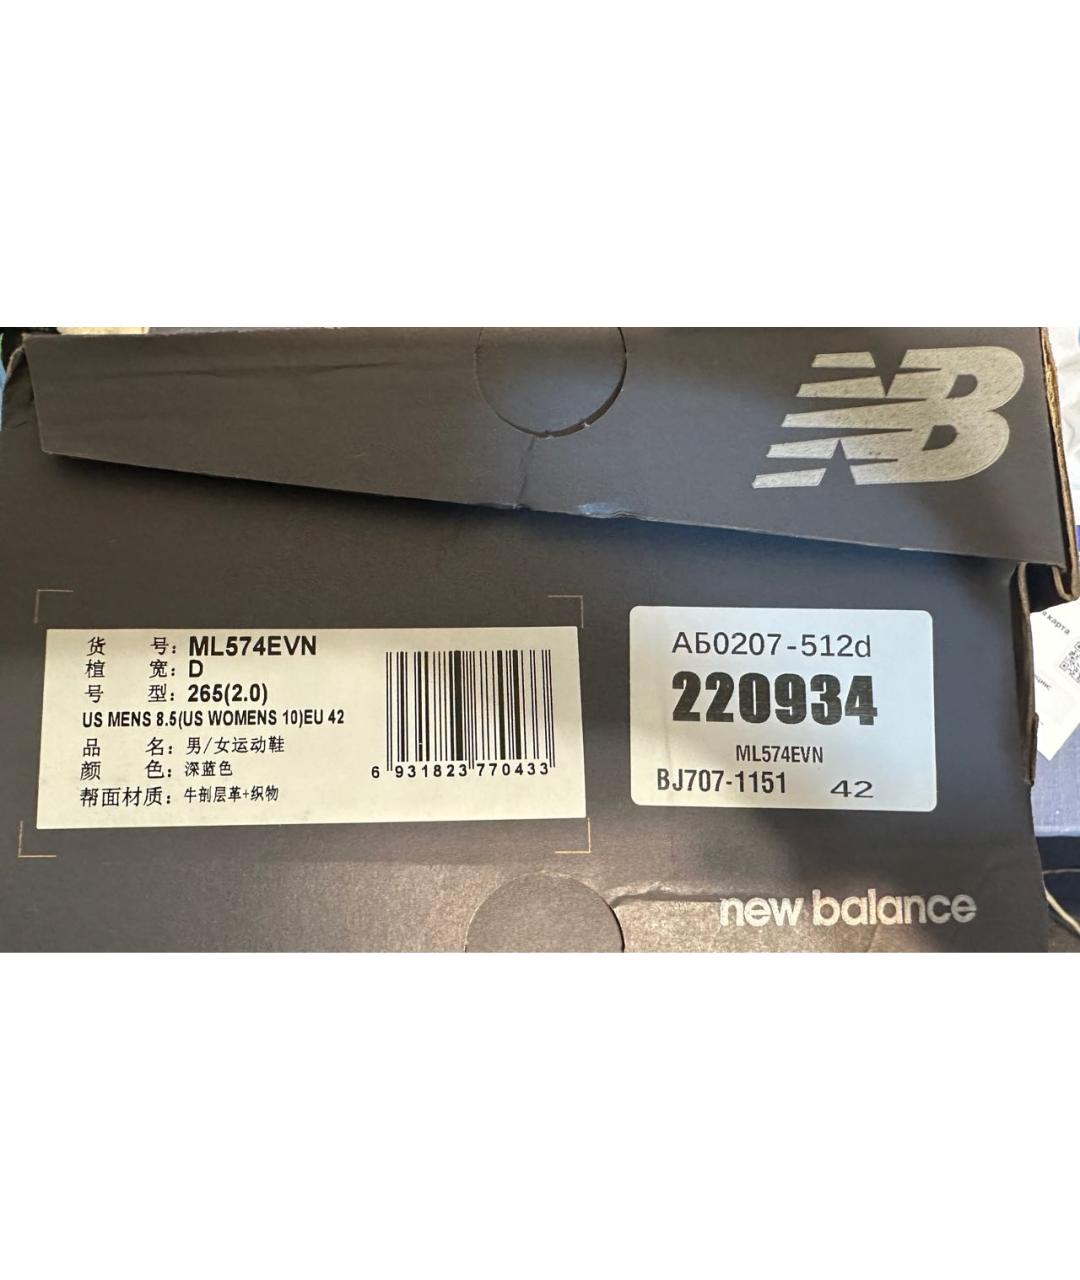 NB
货 号: ML574EVN
楦 宽: D
号 型: 265(2.0)
US MENS 8.5(US WOMENS 10)EU 42
品 名: 男/女运动鞋
颜 色: 深蓝色
帮面材质: 牛剖层革+织物
6 931823 770433
АБ0207-512d
220934
ML574EVN
BJ707-1151 42
new balance
карта